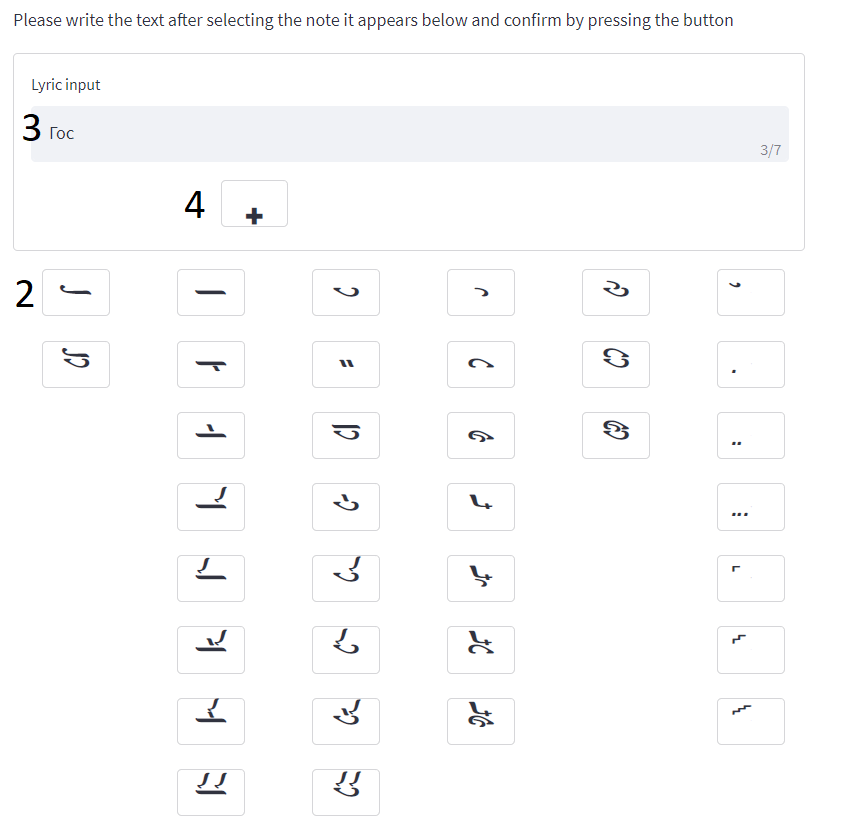 Please write the text after selecting the note it appears below and confirm by pressing the button
Lyric input
3 Гос
3/7
4 +
2